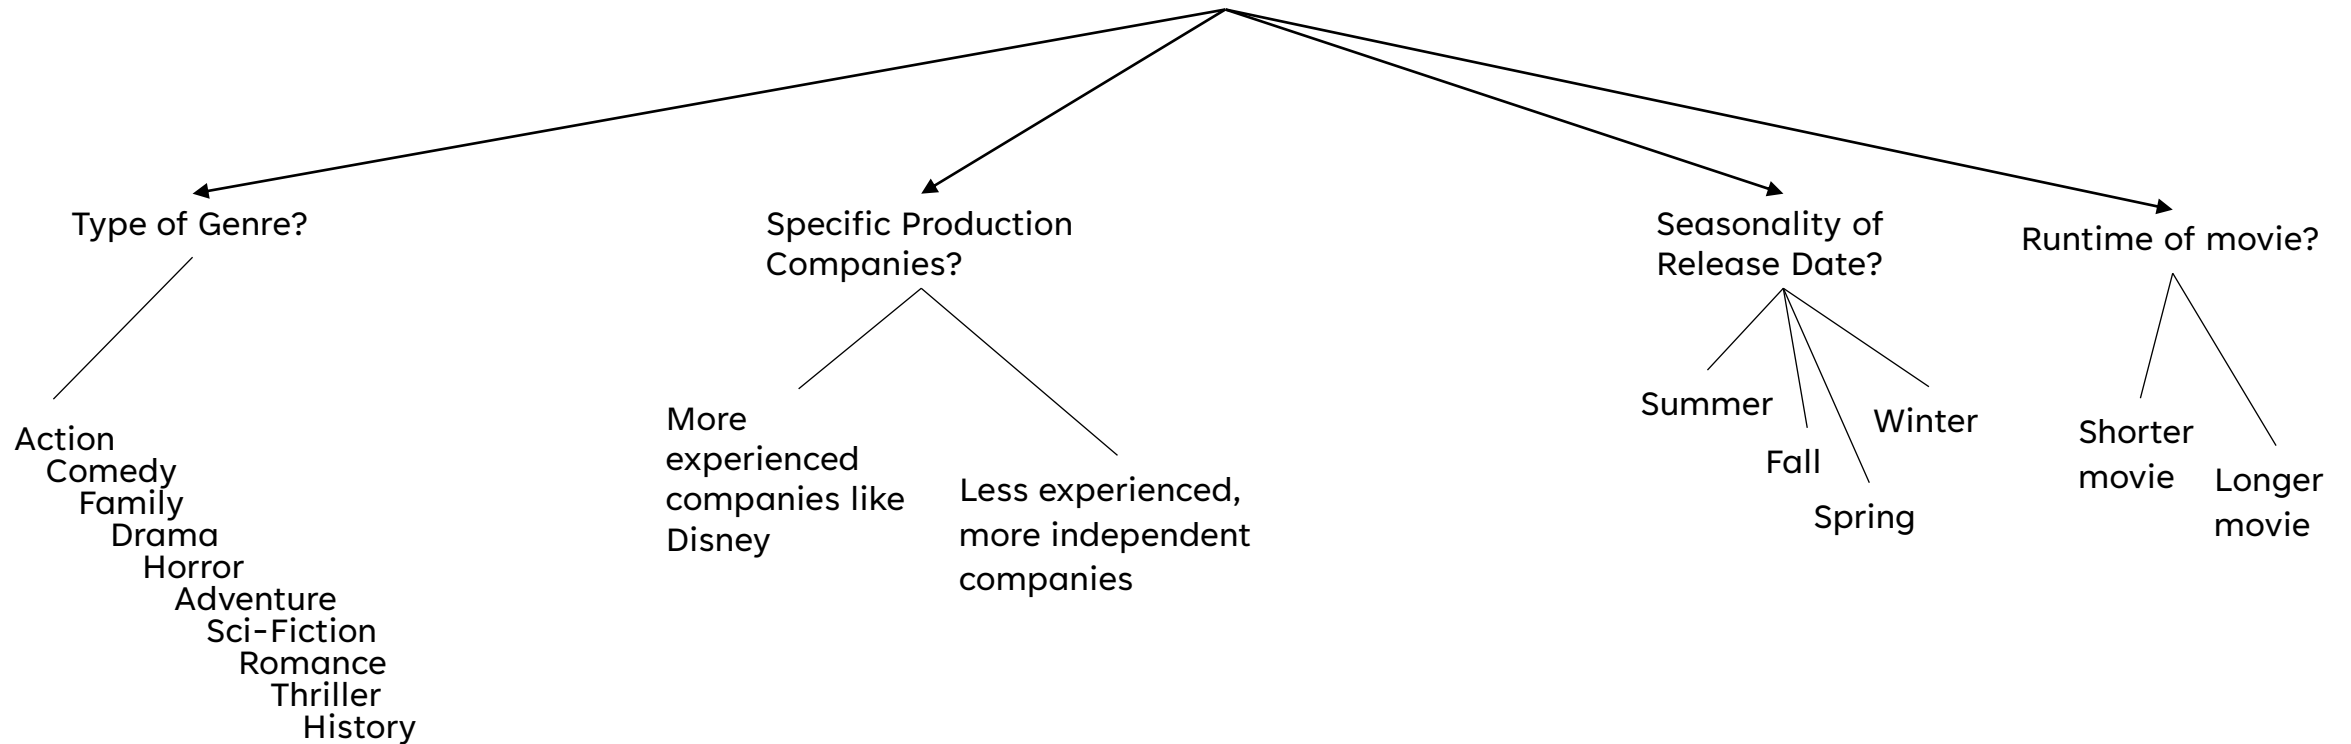 Type of Genre?
Action
Comedy
Family
Drama
Horror
Adventure
Sci-Fiction
Romance
Thriller
History
Specific Production
Companies?
More
experienced
companies like
Disney
Less experienced,
more independent
companies
Seasonality of
Release Date?
Summer
Fall
Spring
Winter
Runtime of movie?
Shorter
movie
Longer
movie